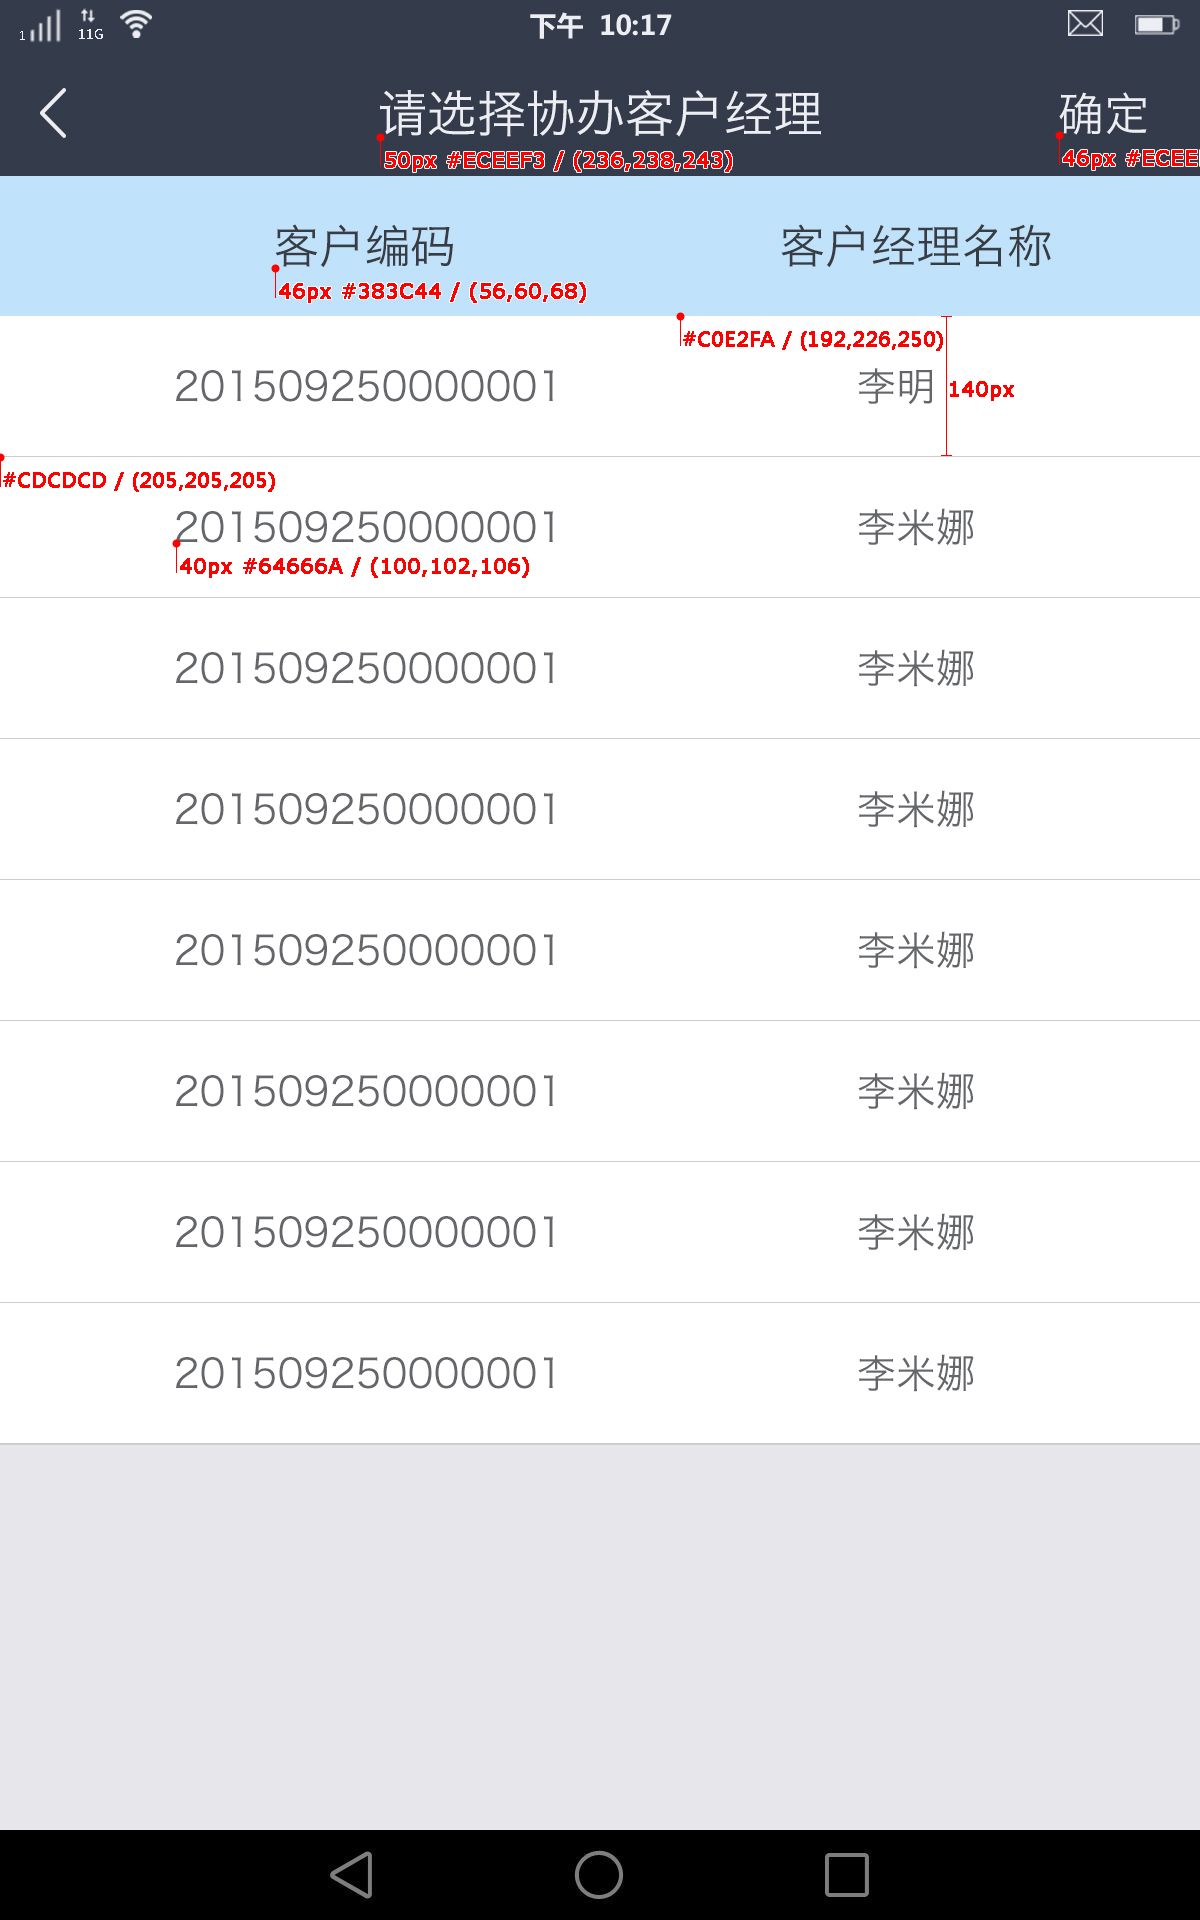 1 11G 下午 10:17
请选择协办客户经理 确定
50px #ECEEF3 / (236,238,243) 46px #ECEE
客户编码 客户经理名称
46px #383C44 / (56,60,68)
#C0E2FA / (192,226,250)
201509250000001 李明 140px
#CDCDCD / (205,205,205)
201509250000001 李米娜
40px #64666A / (100,102,106)
201509250000001 李米娜
201509250000001 李米娜
201509250000001 李米娜
201509250000001 李米娜
201509250000001 李米娜
201509250000001 李米娜